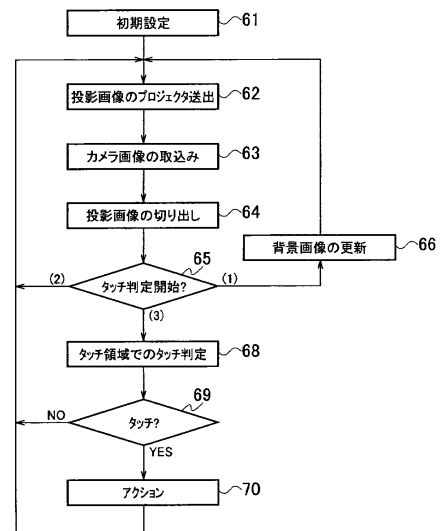 初期設定
61
投影画像のプロジェクタ送出
62
カメラ画像の取込み
63
投影画像の切り出し
64
背景画像の更新
66
65
(2)
タッチ判定開始?
(1)
(3)
タッチ領域でのタッチ判定
68
69
NO
タッチ?
YES
アクション
70